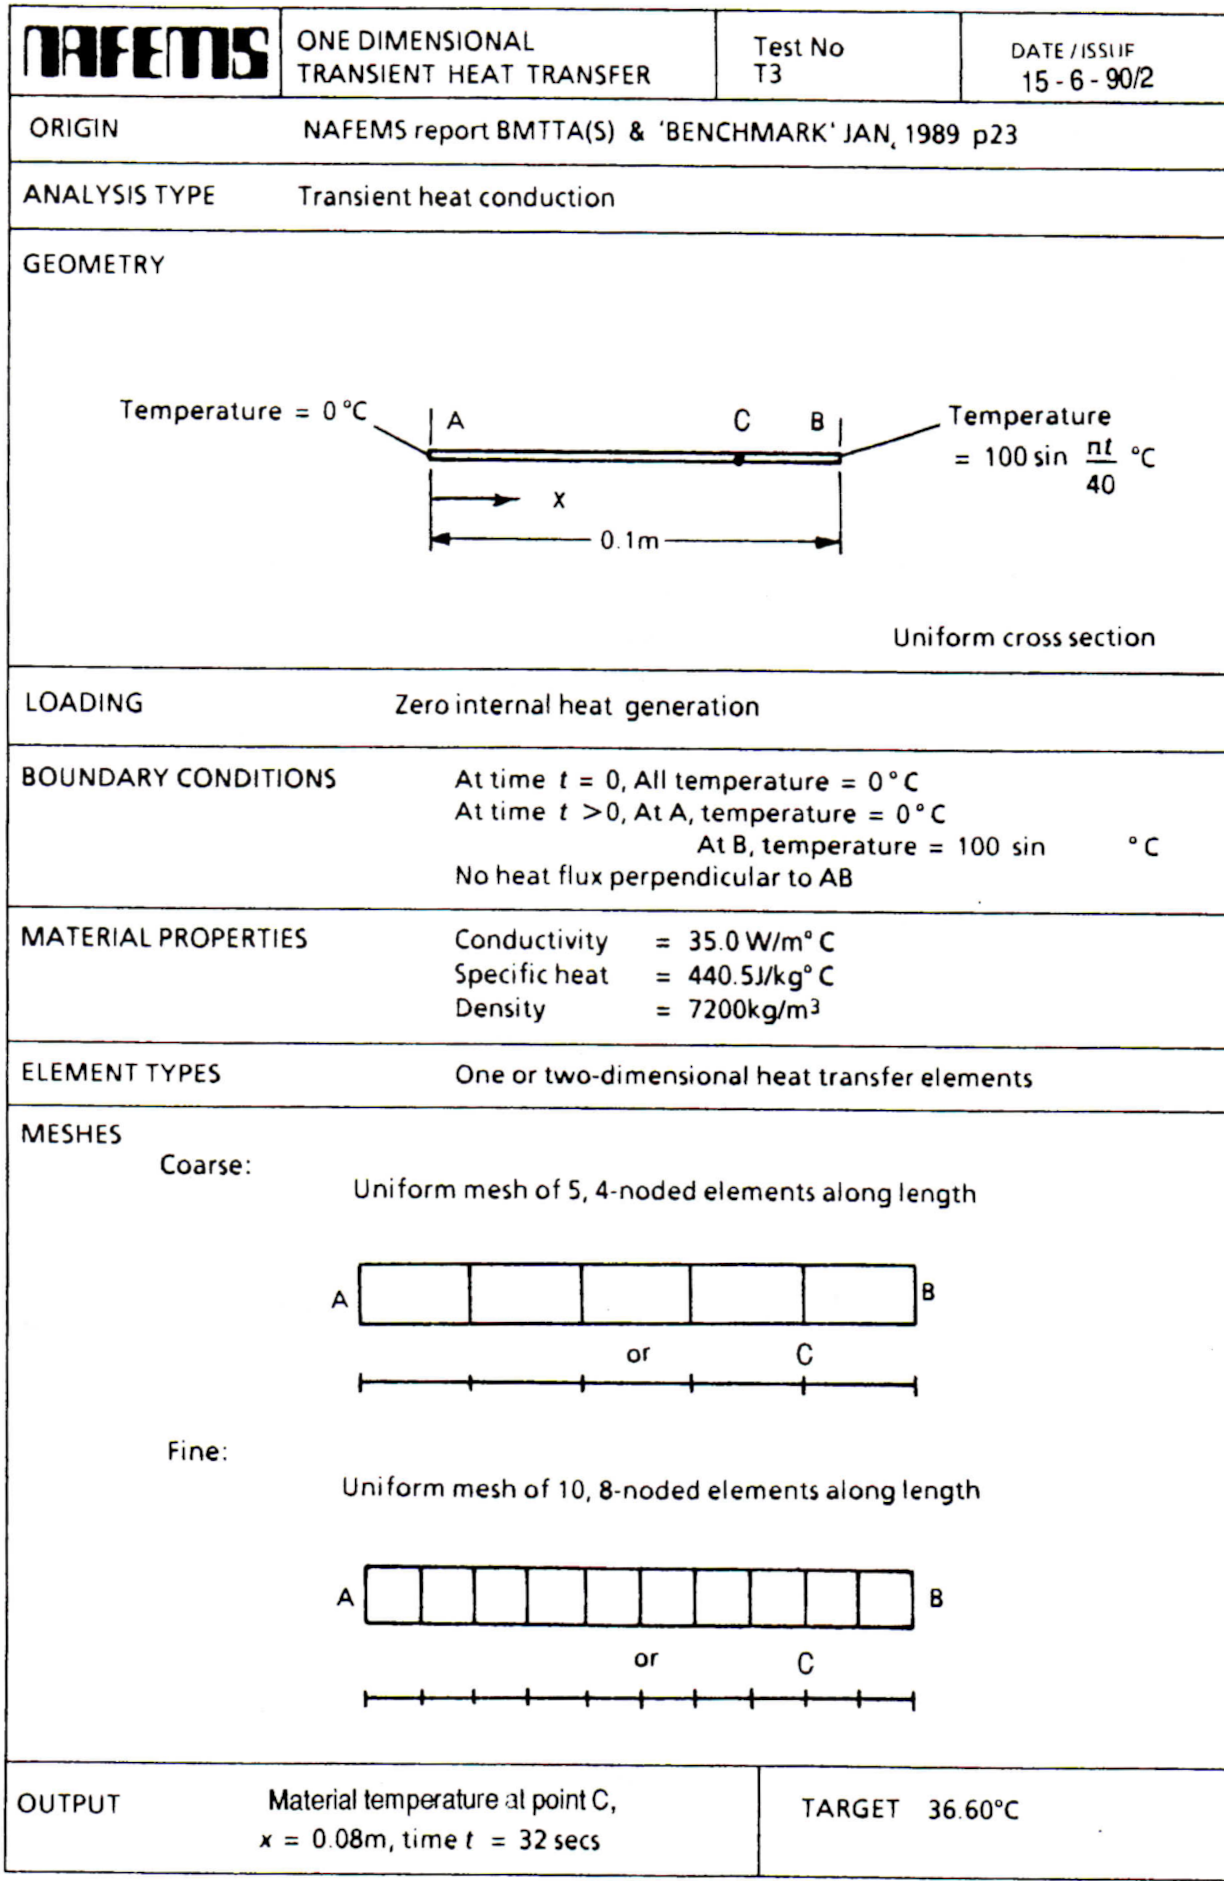 NAFEMS
ONE DIMENSIONAL
TRANSIENT HEAT TRANSFER
Test No
T3
DATE / ISSUE
15 - 6 - 90/2
ORIGIN
NAFEMS report BMTTA(S) & 'BENCHMARK' JAN, 1989 p23
ANALYSIS TYPE
Transient heat conduction
GEOMETRY
Temperature = 0 °C
A
C
B
Temperature
= 100 sin nt/40 °C
x
0.1m
Uniform cross section
LOADING
Zero internal heat generation
BOUNDARY CONDITIONS
At time t = 0, All temperature = 0°C
At time t >0, At A, temperature = 0°C
At B, temperature = 100 sin °C
No heat flux perpendicular to AB
MATERIAL PROPERTIES
Conductivity = 35.0 W/m°C
Specific heat = 440.5J/kg°C
Density = 7200kg/m³
ELEMENT TYPES
One or two-dimensional heat transfer elements
MESHES
Coarse:
Uniform mesh of 5, 4-noded elements along length
A
B
or
C
Fine:
Uniform mesh of 10, 8-noded elements along length
A
B
or
C
OUTPUT
Material temperature at point C,
x = 0.08m, time t = 32 secs
TARGET 36.60°C